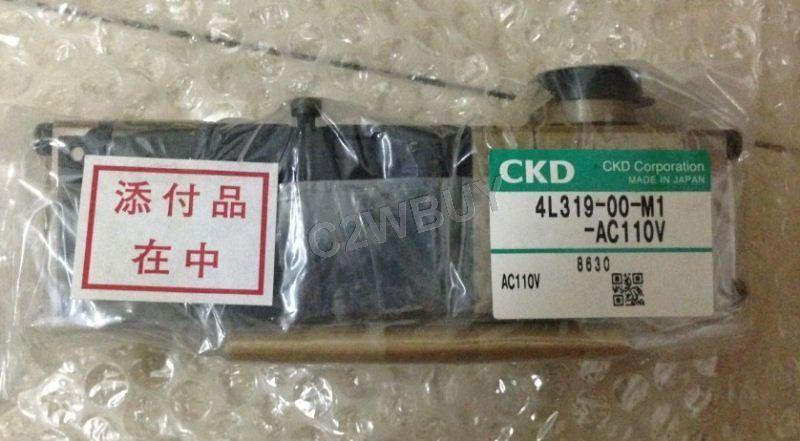 添付品
在中
C2WBUY
CKD CKD Corporation
MADE IN JAPAN
4L319-00-M1
-AC110V
8630
AC110V